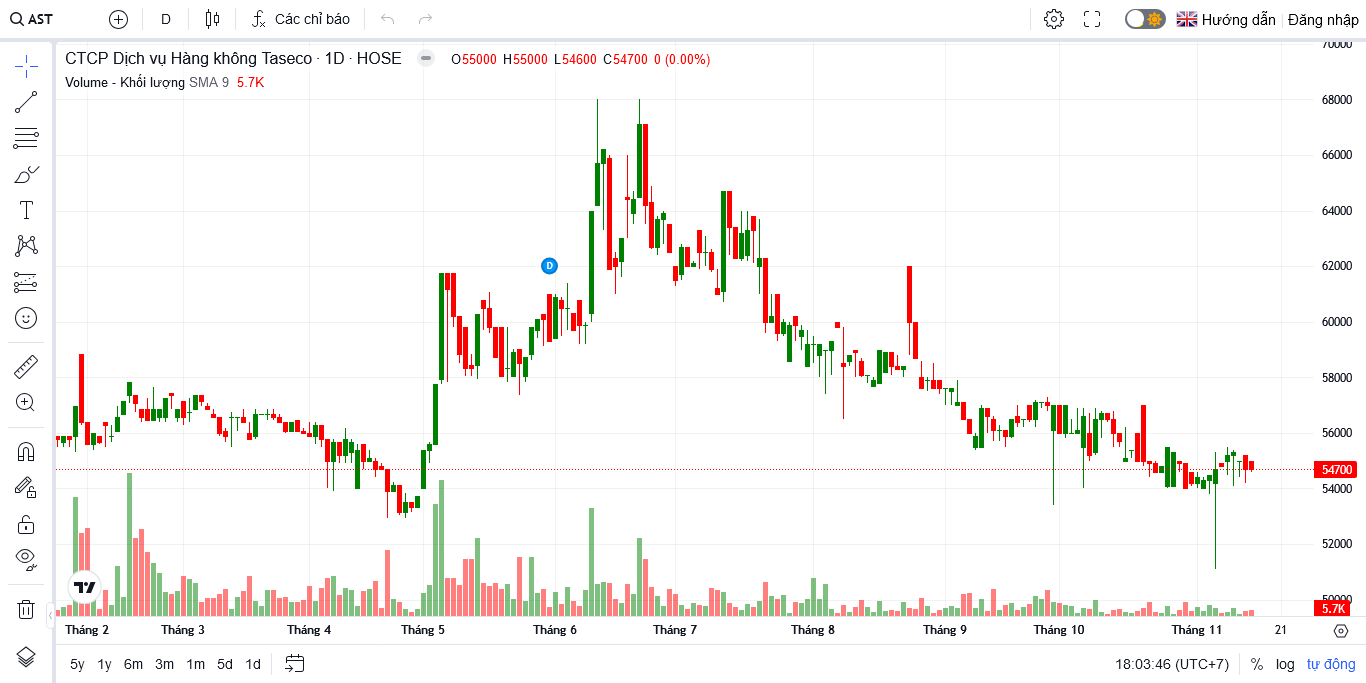 AST D Các chỉ báo Hướng dẫn Đăng nhập
CTCP Dịch vụ Hàng không Taseco · 1D · HOSE O55000 H55000 L54600 C54700 0 (0.00%)
Volume - Khối lượng SMA 9 5.7K
D
70000
68000
66000
64000
62000
60000
58000
56000
54700
54000
52000
50000
5.7K
Tháng 2 Tháng 3 Tháng 4 Tháng 5 Tháng 6 Tháng 7 Tháng 8 Tháng 9 Tháng 10 Tháng 11 21
5y 1y 6m 3m 1m 5d 1d 18:03:46 (UTC+7) % log tự động